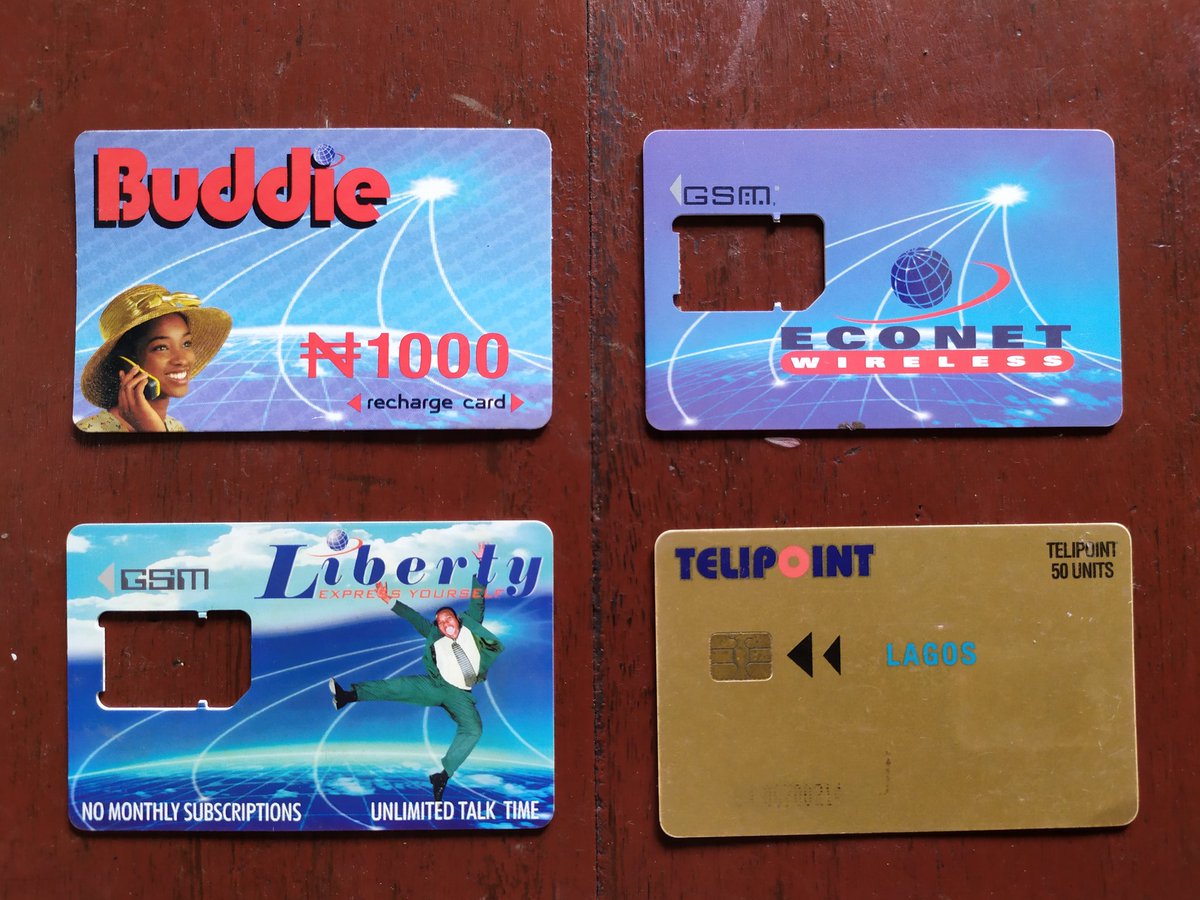 Buddie
₦1000
recharge card
GSM
ECONET
WIRELESS
GSM
Liberty
EXPRESS YOURSELF
NO MONTHLY SUBSCRIPTIONS
UNLIMITED TALK TIME
TELIPOINT
TELIPOINT
50 UNITS
LAGOS